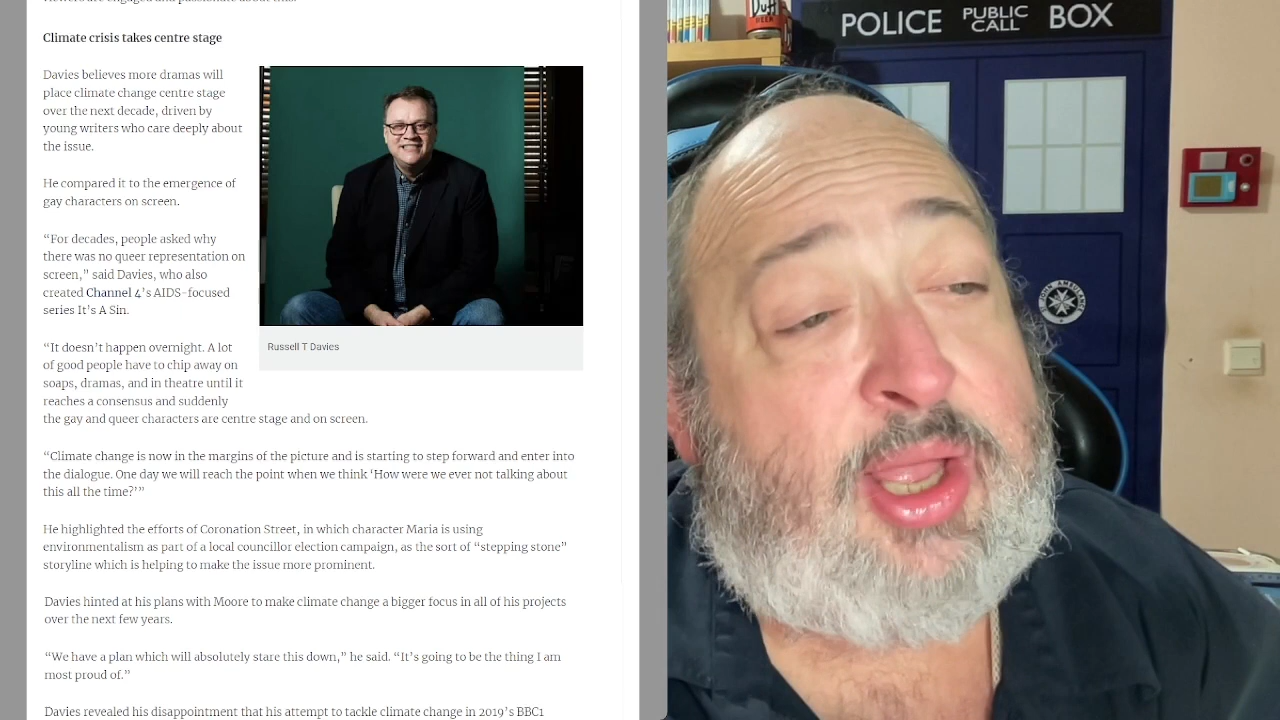 Climate crisis takes centre stage
Davies believes more dramas will
place climate change centre stage
over the next decade, driven by
young writers who care deeply about
the issue.
He compared it to the emergence of
gay characters on screen.
“For decades, people asked why
there was no queer representation on
screen,” said Davies, who also
created Channel 4’s AIDS-focused
series It’s A Sin.
“It doesn’t happen overnight. A lot
of good people have to chip away on
soaps, dramas, and in theatre until it
reaches a consensus and suddenly
the gay and queer characters are centre stage and on screen.
Russell T Davies
“Climate change is now in the margins of the picture and is starting to step forward and enter into
the dialogue. One day we will reach the point when we think ‘How were we ever not talking about
this all the time?’”
He highlighted the efforts of Coronation Street, in which character Maria is using
environmentalism as part of a local councillor election campaign, as the sort of “stepping stone”
storyline which is helping to make the issue more prominent.
Davies hinted at his plans with Moore to make climate change a bigger focus in all of his projects
over the next few years.
“We have a plan which will absolutely stare this down,” he said. “It’s going to be the thing I am
most proud of.”
Davies revealed his disappointment that his attempt to tackle climate change in 2019’s BBC1
Duff
BEER
POLICE PUBLIC CALL BOX
ST JOHN AMBULANCE